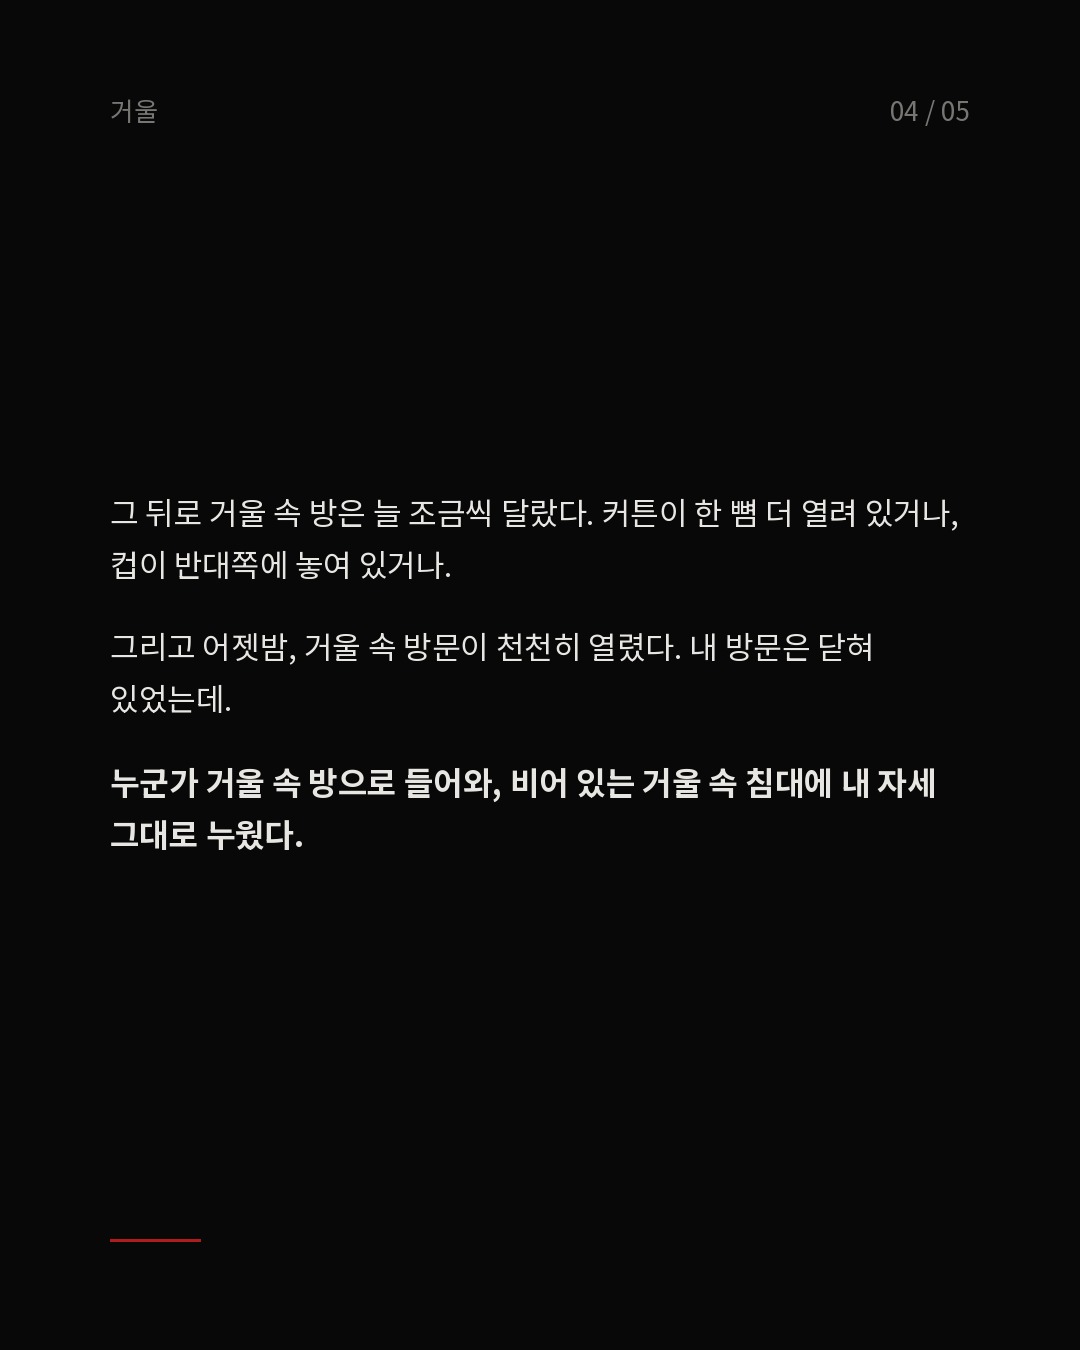 거울
04 / 05
그 뒤로 거울 속 방은 늘 조금씩 달랐다. 커튼이 한 뼘 더 열려 있거나,
컵이 반대쪽에 놓여 있거나.
그리고 어젯밤, 거울 속 방문이 천천히 열렸다. 내 방문은 닫혀
있었는데.
누군가 거울 속 방으로 들어와, 비어 있는 거울 속 침대에 내 자세
그대로 누웠다.